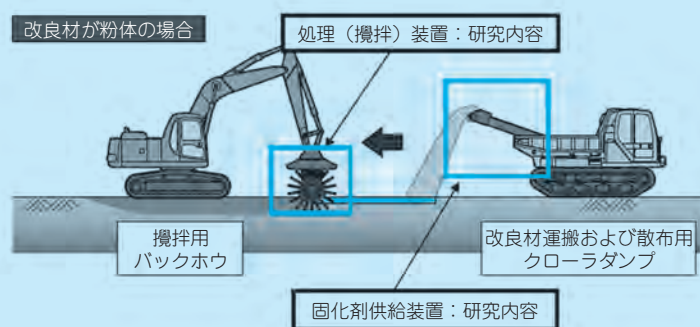 改良材が粉体の場合
処理（攪拌）装置：研究内容
攪拌用
バックホウ
改良材運搬および散布用
クローラダンプ
固化剤供給装置：研究内容